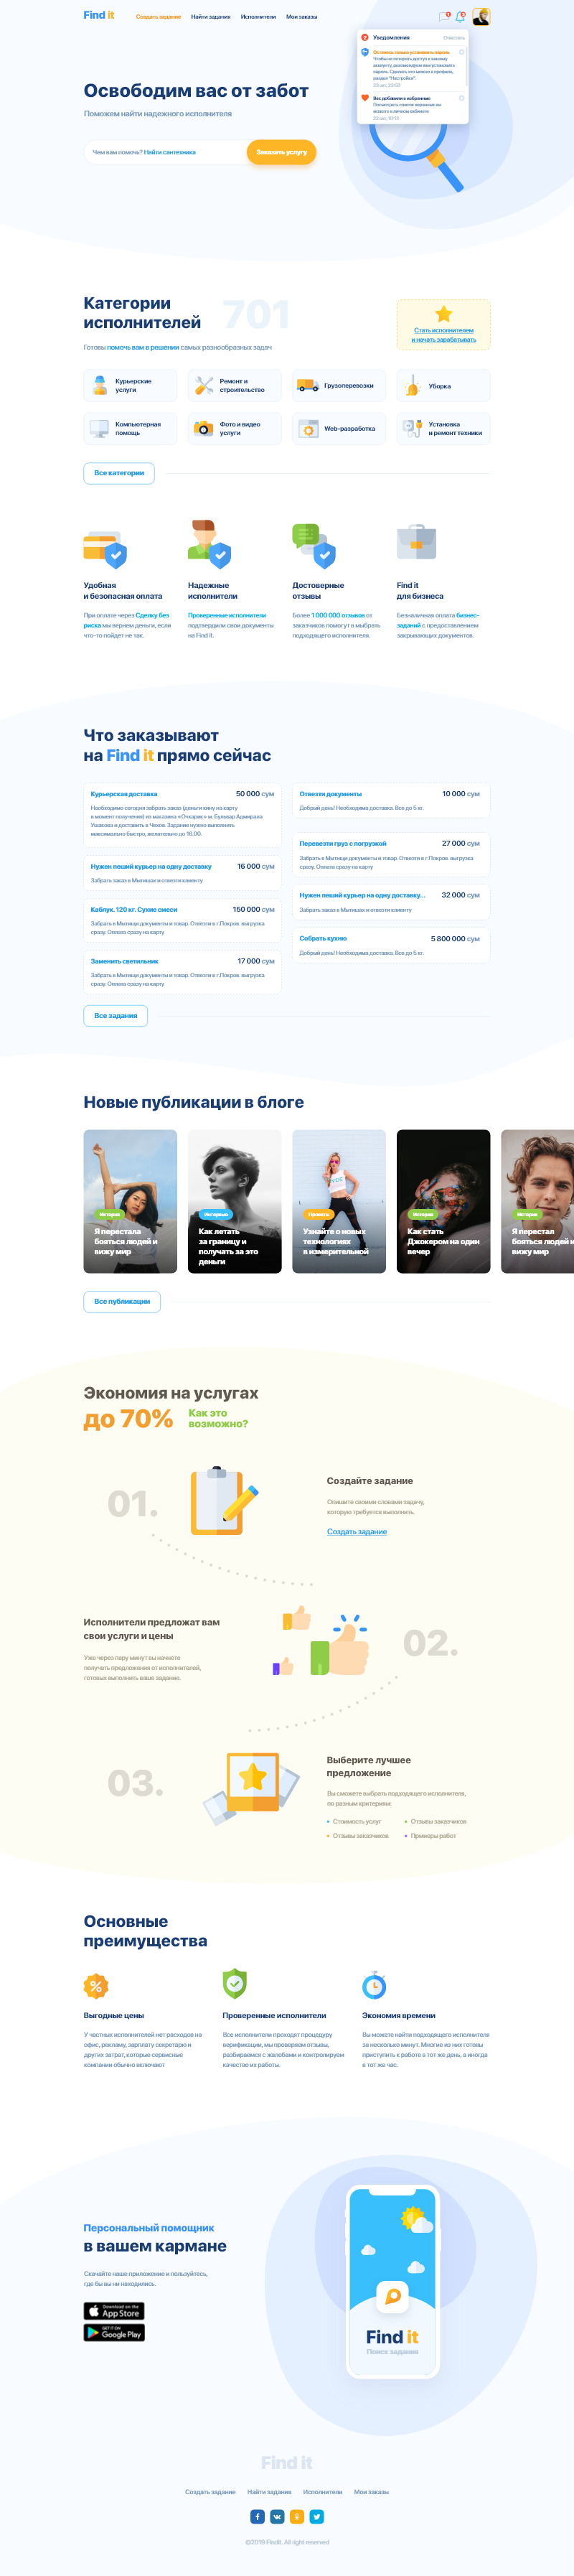 Find it
Создать задание Найти задание Исполнители Мои заказы
Уведомления Очистить
Осталось только установить пароль
Чтобы не потерять доступ к своему
аккаунту, рекомендуем вам установить
пароль. Сделать это можно в профиле,
раздел "Настройки".
Вас добавили в избранные
Посмотреть список заданных вы
можете в личном кабинете
Освободим вас от забот
Поможем найти надежного исполнителя
Чем вам помочь? Найти сантехника
Заказать услугу
Категории
исполнителей
701
Готовы помочь вам в решении самых разнообразных задач
Стать исполнителем
и начать зарабатывать
Курьерские
услуги
Ремонт и
строительство
Грузоперевозки
Уборка
Компьютерная
помощь
Фото и видео
услуги
Web-разработка
Установка
и ремонт техники
Все категории
Удобная
и безопасная оплата
При оплате через Сделку без
риска мы вернем деньги, если
что-то пойдет не так.
Надежные
исполнители
Проверенные исполнители
подтвердили свои документы
на Find it.
Достоверные
отзывы
Более 1 000 000 отзывов от
заказчиков помогут выбрать
подходящего исполнителя.
Find it
для бизнеса
Безналичная оплата бизнес-
заданий с предоставлением
закрывающих документов.
Что заказывают
на Find it прямо сейчас
Курьерская доставка 50 000 сум
Необходимо сегодня забрать заказ (деньги кину на карту
к момент получения) из магазина «Очкарик» м. Бульвар Адмирала
Ушакова и доставить в Чехов. Задание нужно выполнить
максимально быстро, желательно до 16.00.
Нужен пеший курьер на одну доставку 16 000 сум
Забрать заказ в Мытищах и отвезти клиенту
Каблук. 120 кг. Сухие смеси 150 000 сум
Забрать в Мытищи документы и товар. Отвезти в г.Покров. выгрузка
сразу. Оплата сразу на карту
Заменить светильник 17 000 сум
Забрать в Мытищи документы и товар. Отвезти в г.Покров. выгрузка
сразу. Оплата сразу на карту
Отвезти документы 10 000 сум
Добрый день! Необходима доставка. Все до 5 кг.
Перевезти груз с погрузкой 27 000 сум
Забрать в Мытищи документы и товар. Отвезти в г.Покров. выгрузка
сразу. Оплата сразу на карту
Нужен пеший курьер на одну доставку... 32 000 сум
Забрать заказ в Мытищах и отвезти клиенту
Собрать кухню 5 800 000 сум
Добрый день! Необходима доставка. Все до 5 кг.
Все задания
Новые публикации в блоге
История
Я перестала
бояться людей и
вижу мир
Интервью
Как летать
за границу и
получать за это
деньги
Проекты
Узнайте о новых
технологиях
в измерительной
История
Как стать
Джокером на один
вечер
История
Я перестал
бояться людей и
вижу мир
Все публикации
Экономия на услугах
до 70%
Как это
возможно?
01.
Создайте задание
Опишите своими словами задачу,
которую требуется выполнить.
Создать задание
Исполнители предложат вам
свои услуги и цены
Уже через пару минут вы начнете
получать предложения от исполнителей,
готовых выполнить ваше задание.
02.
03.
Выберите лучшее
предложение
Вы сможете выбрать подходящего исполнителя,
по разным критериям:
Стоимость услуг
Отзывы заказчиков
Отзывы заказчиков
Примеры работ
Основные
преимущества
Выгодные цены
У частных исполнителей нет расходов на
офис, рекламу, зарплату секретарю и
других затрат, которые сервисные
компании обычно включают.
Проверенные исполнители
Все исполнители проходят процедуру
верификации, мы проверяем отзывы,
разбираемся с жалобами и контролируем
качество их работы.
Экономия времени
Вы можете найти подходящего исполнителя
за несколько минут. Многие из них готовы
приступить к работе в тот же день, а иногда
в тот же час.
Персональный помощник
в вашем кармане
Скачайте наше приложение и пользуйтесь,
где бы вы ни находились.
Download on the
App Store
GET IT ON
Google Play
Find it
Поиск задания
Find it
Создать задание Найти задания Исполнители Мои заказы
©2019 FindIt. All right reserved